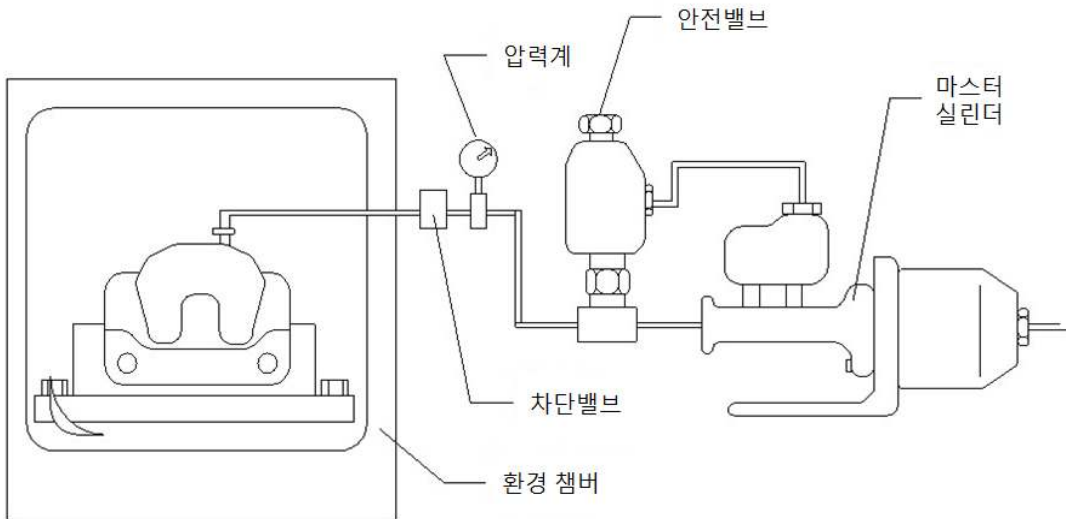 안전밸브
압력계
마스터
실린더
차단밸브
환경 챔버